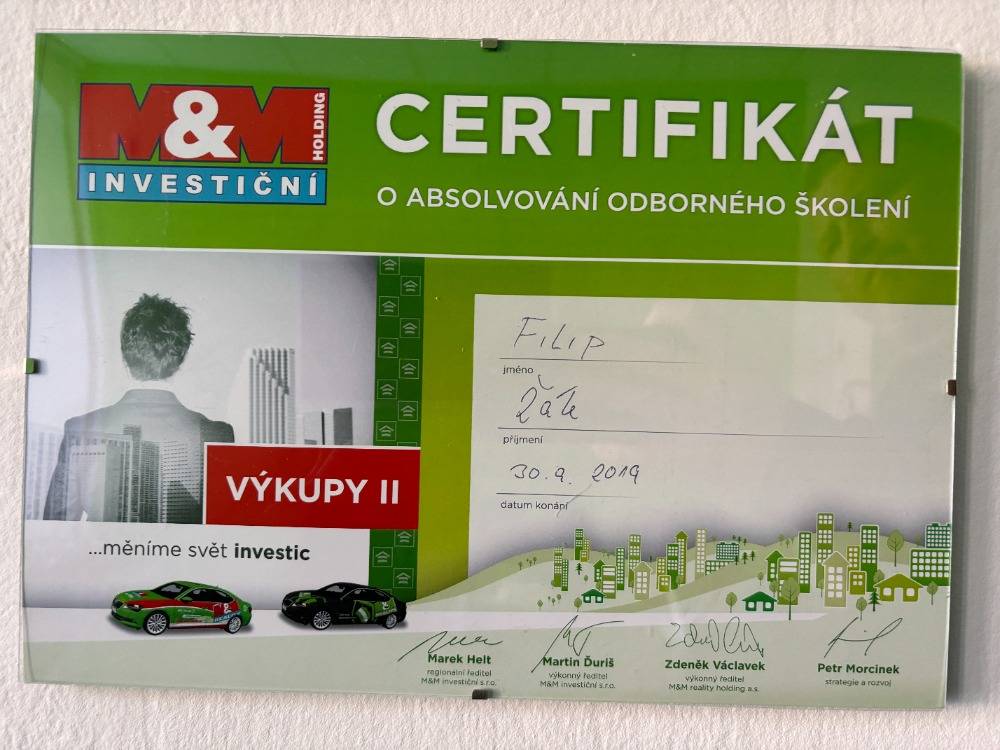 M&M HOLDING
INVESTIČNÍ
CERTIFIKÁT
O ABSOLVOVÁNÍ ODBORNÉHO ŠKOLENÍ
FILIP
jméno
Žák
příjmení
30.9. 2019
datum konání
VÝKUPY II
...měníme svět investic
Marek Helt
regionální ředitel
M&M investiční s.r.o.
Martin Ďuriš
výkonný ředitel
M&M investiční s.r.o.
Zdeněk Václavek
výkonný ředitel
M&M reality holding a.s.
Petr Morcinek
strategie a rozvoj